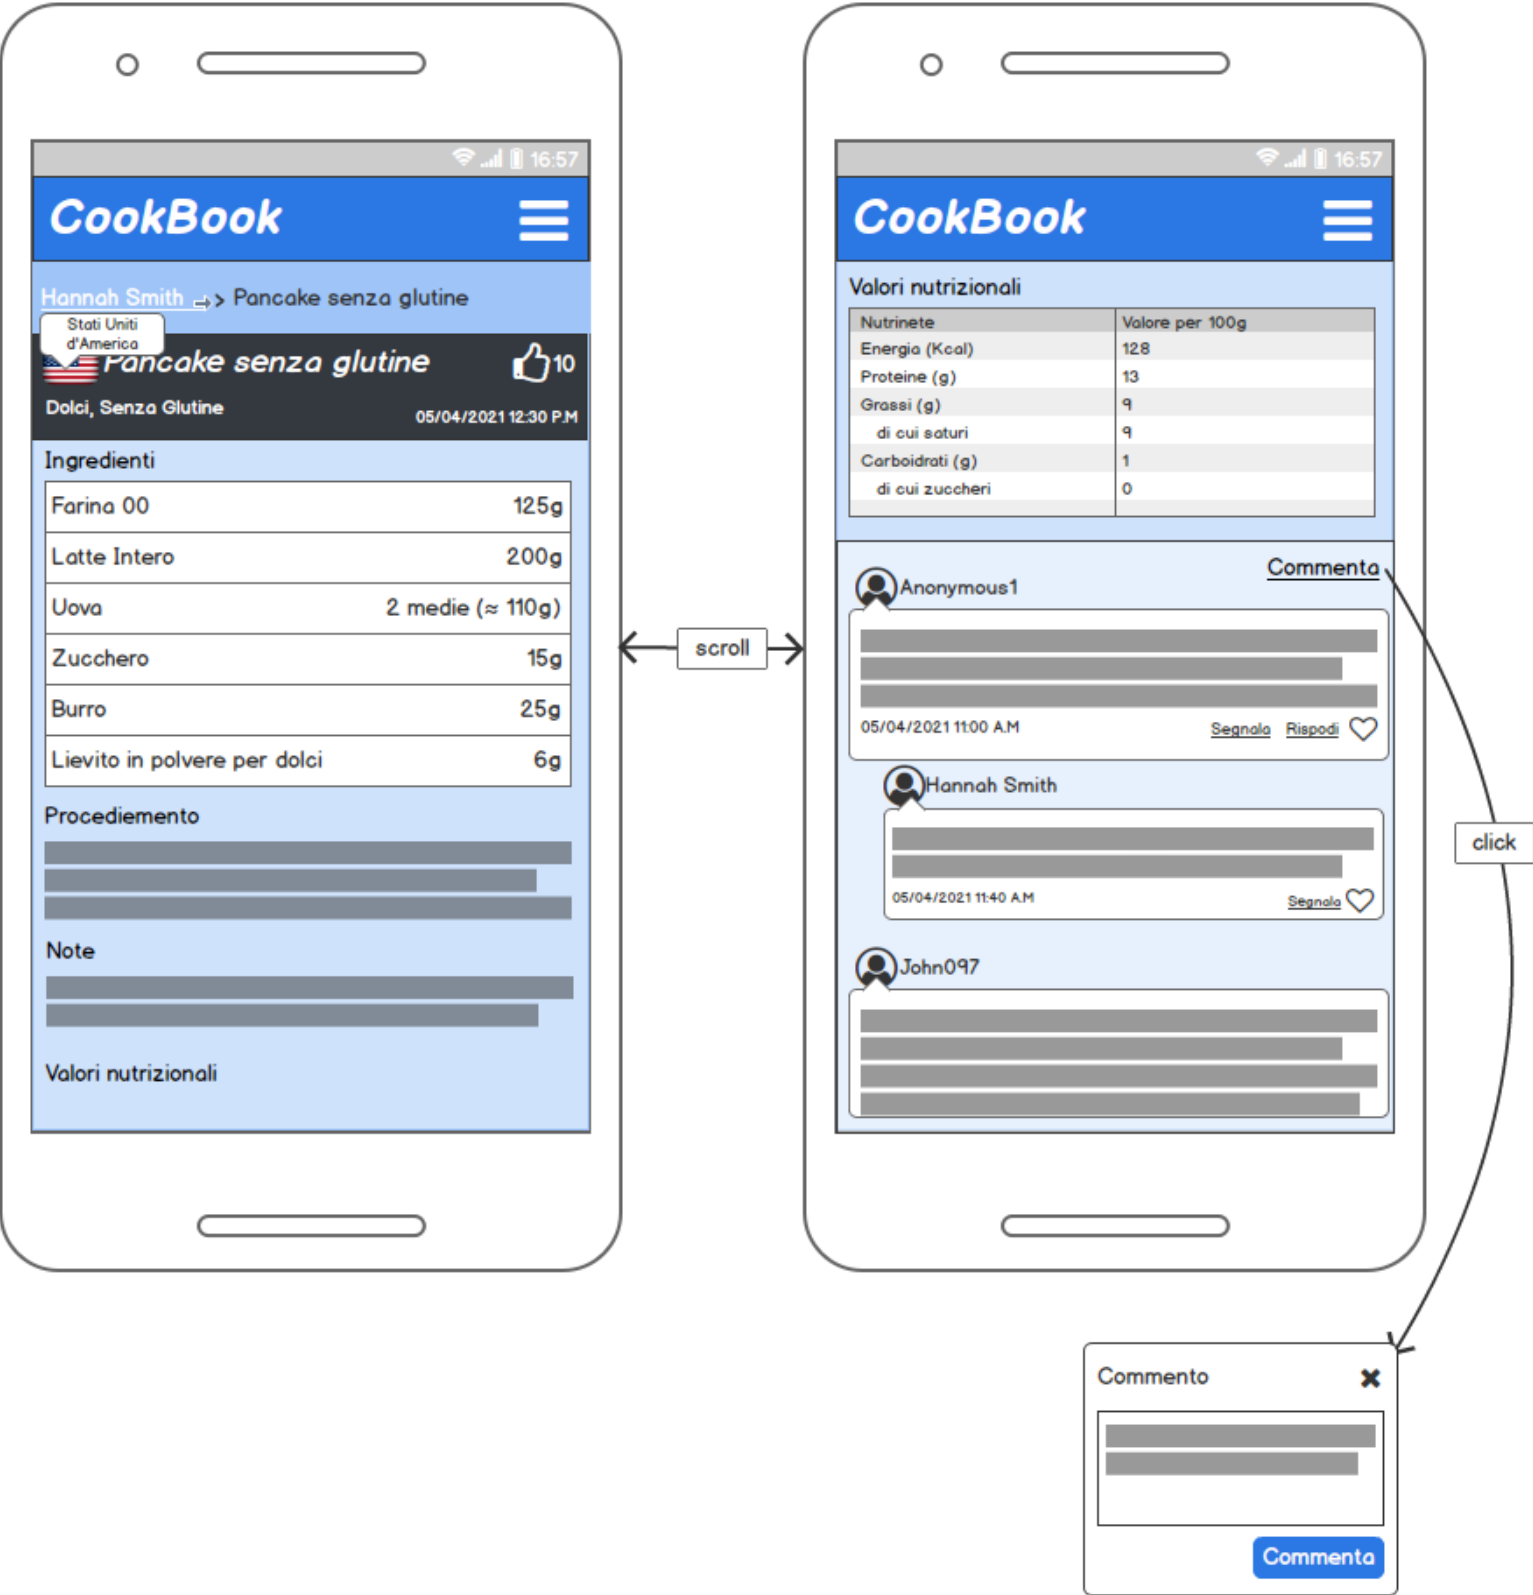 16:57
CookBook
Hannah Smith > Pancake senza glutine
Stati Uniti
d'America
Pancake senza glutine 10
Dolci, Senza Glutine 05/04/2021 12:30 P.M
Ingredienti
Farina 00 125g
Latte Intero 200g
Uova 2 medie (≈ 110g)
Zucchero 15g
Burro 25g
Lievito in polvere per dolci 6g
Procediemento
Note
Valori nutrizionali
scroll
16:57
CookBook
Valori nutrizionali
Nutrinete Valore per 100g
Energia (Kcal) 128
Proteine (g) 13
Grassi (g) 9
di cui saturi 9
Carboidrati (g) 1
di cui zuccheri 0
Commenta
Anonymous1
05/04/2021 11:00 A.M Segnala Rispodi
Hannah Smith
05/04/2021 11:40 A.M Segnala
John097
click
Commento
Commenta